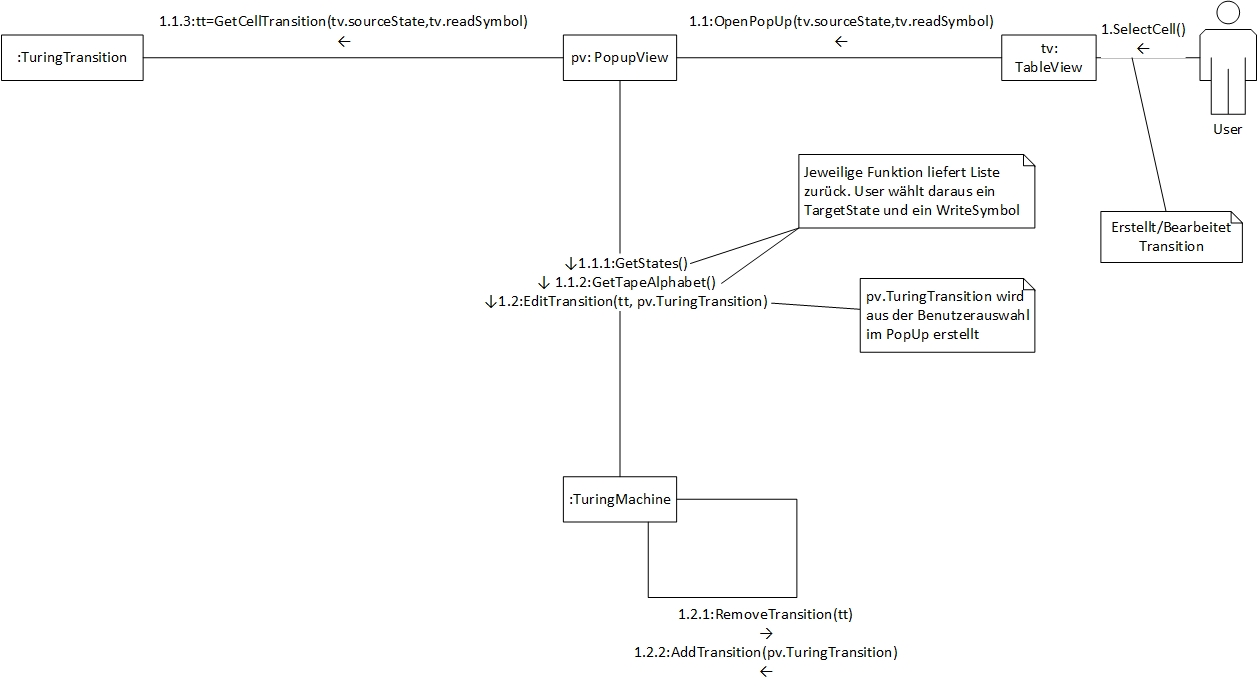 1.1.3:tt=GetCellTransition(tv.sourceState,tv.readSymbol)
1.1:OpenPopUp(tv.sourceState,tv.readSymbol)
1.SelectCell()
:TuringTransition
pv: PopupView
tv:
TableView
User
Jeweilige Funktion liefert Liste
zurück. User wählt daraus ein
TargetState und ein WriteSymbol
Erstellt/Bearbeitet
Transition
↓1.1.1:GetStates()
↓ 1.1.2:GetTapeAlphabet()
↓1.2:EditTransition(tt, pv.TuringTransition)
pv.TuringTransition wird
aus der Benutzerauswahl
im PopUp erstellt
:TuringMachine
1.2.1:RemoveTransition(tt)
1.2.2:AddTransition(pv.TuringTransition)